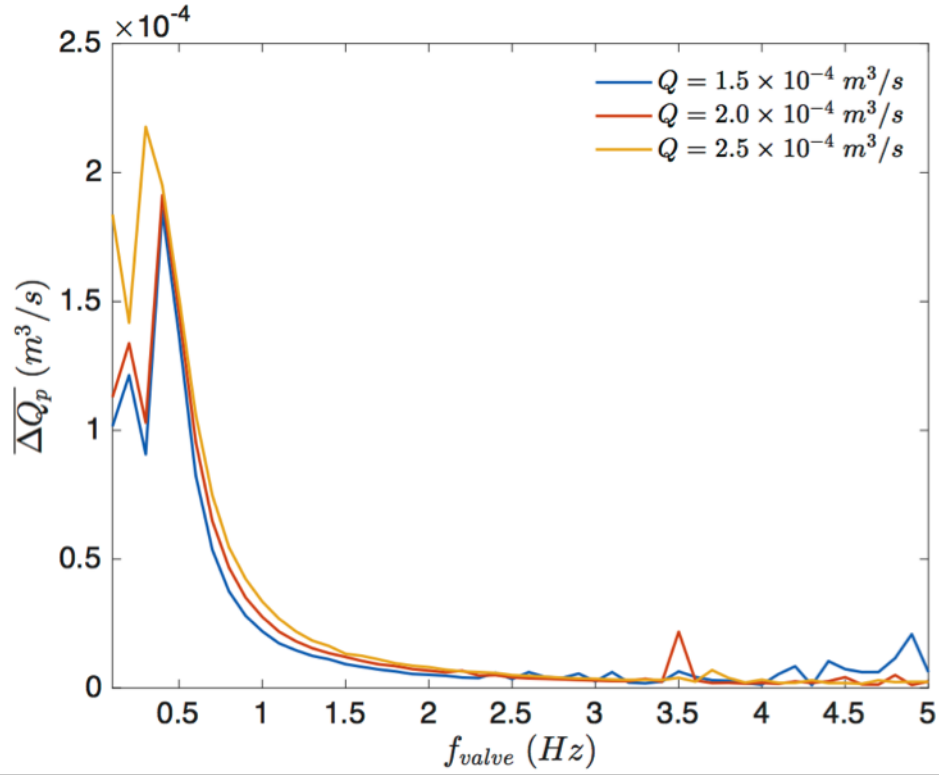 ×10⁻⁴
2.5
2
1.5
1
0.5
0
0.5 1 1.5 2 2.5 3 3.5 4 4.5 5
Q = 1.5 × 10⁻⁴ m³/s
Q = 2.0 × 10⁻⁴ m³/s
Q = 2.5 × 10⁻⁴ m³/s
ΔQₚ (m³/s)
f_valve (Hz)